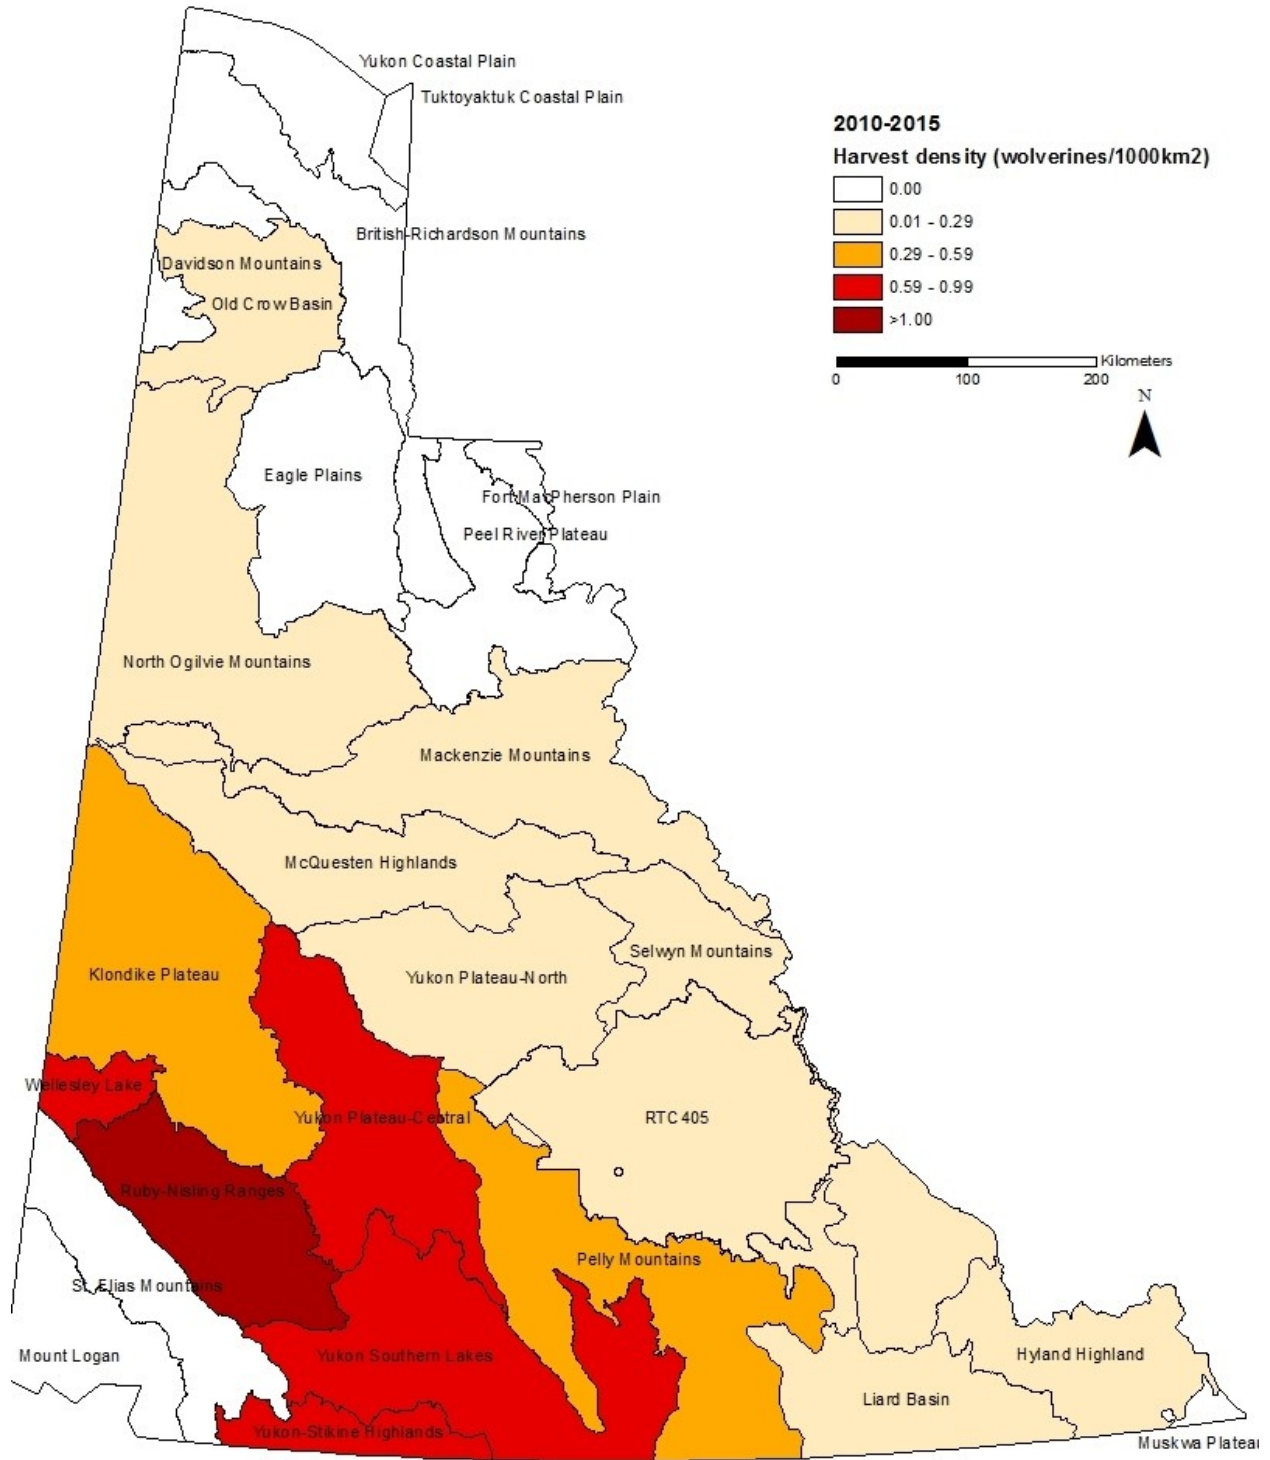 Yukon Coastal Plain
Tuktoyaktuk Coastal Plain
2010-2015
Harvest density (wolverines/1000km2)
0.00
0.01 - 0.29
0.29 - 0.59
0.59 - 0.99
>1.00
Kilometers
0 100 200
N
British-Richardson Mountains
Davidson Mountains
Old Crow Basin
Eagle Plains
Fort MacPherson Plain
Peel River Plateau
North Ogilvie Mountains
Mackenzie Mountains
McQuesten Highlands
Selwyn Mountains
Klondike Plateau
Yukon Plateau-North
Wellesley Lake
Yukon Plateau-Central
RTC 405
Ruby-Nisling Ranges
Pelly Mountains
St. Elias Mountains
Mount Logan
Yukon Southern Lakes
Hyland Highland
Liard Basin
Yukon-Stikine Highlands
Muskwa Plateau